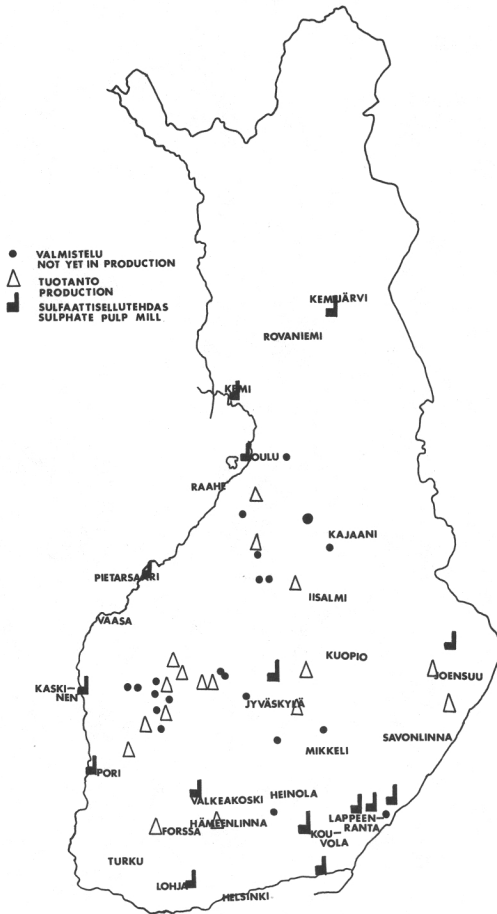 VALMISTELU
NOT YET IN PRODUCTION
TUOTANTO
PRODUCTION
SULFAATTISELLUTEHDAS
SULPHATE PULP MILL
KEMIJÄRVI
ROVANIEMI
KEMI
OULU
RAAHE
KAJAANI
PIETARSAARI
IISALMI
VAASA
KUOPIO
JOENSUU
KASKI-
NEN
JYVÄSKYLÄ
SAVONLINNA
MIKKELI
PORI
VALKEAKOSKI
HEINOLA
LAPPEEN-
RANTA
HÄMEENLINNA
FORSSA
KOU-
VOLA
TURKU
LOHJA
HELSINKI